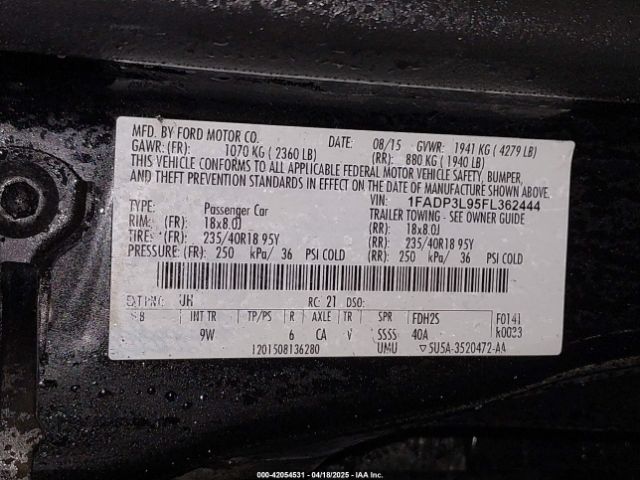 MFD. BY FORD MOTOR CO. DATE: 08/15 GVWR: 1941 KG ( 4279 LB)
GAWR: (FR): 1070 KG ( 2360 LB) (RR): 880 KG ( 1940 LB)
THIS VEHICLE CONFORMS TO ALL APPLICABLE FEDERAL MOTOR VEHICLE SAFETY, BUMPER,
AND THEFT PREVENTION STANDARDS IN EFFECT ON THE DATE OF MANUFACTURE SHOWN ABOVE.
VIN: 1FADP3L95FL362444
TYPE: Passenger Car TRAILER TOWING - SEE OWNER GUIDE
RIM: (FR) 18x8.0J (RR) 18x8.0J
TIRE: (FR) 235/40R18 95Y (RR) 235/40R18 95Y
PRESSURE: (FR) 250 kPa/ 36 PSI COLD (RR) 250 kPa/ 36 PSI COLD
RC: 21 DSO:
INT TR TP/PS R AXLE TR SPR FDH2S F0141
9W 6 CA V SSSS 40A k0023
1201508136280 UMU ▽5U5A-3520472-AA
000-42054531 - 04/18/2025 - IAA Inc.